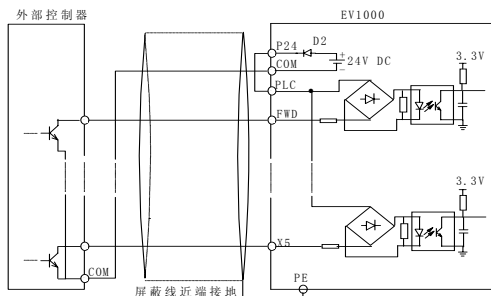 外部控制器
EV1000
P24
D2
COM
24V DC
PLC
3.3V
FWD
3.3V
X5
COM
PE
屏蔽线近端接地